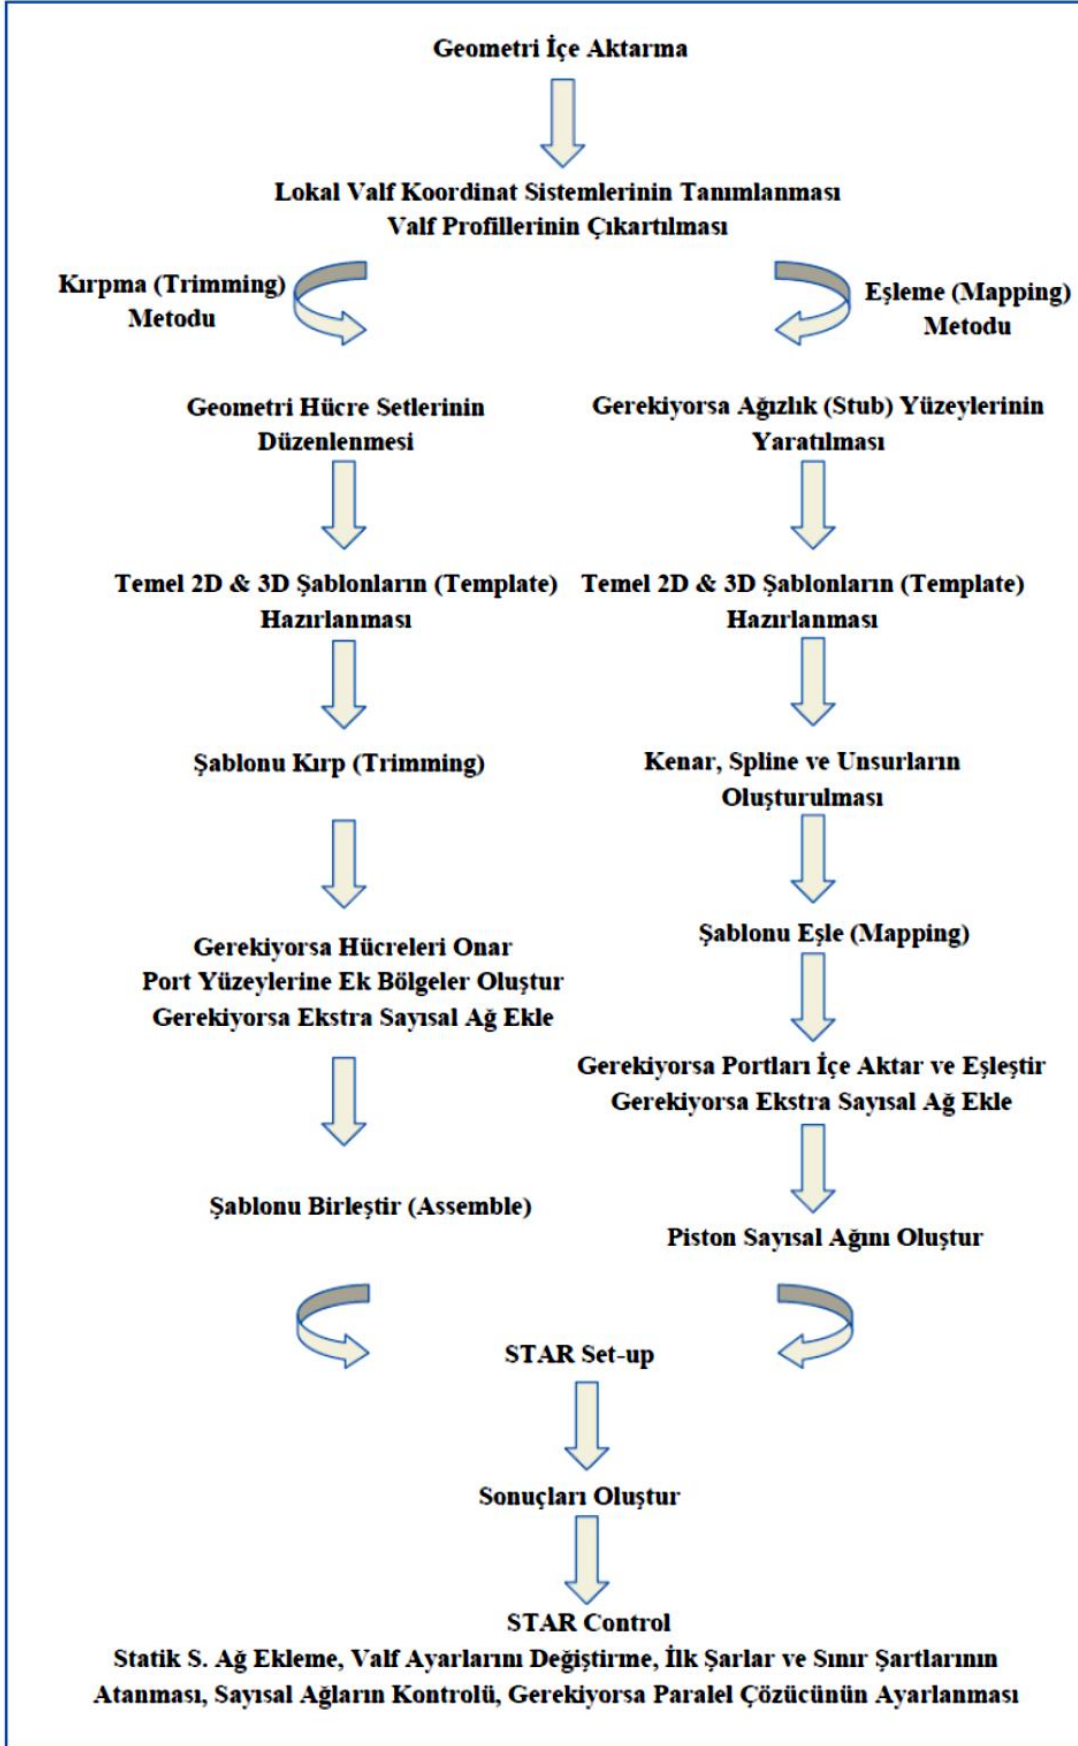 Geometri İçe Aktarma
Lokal Valf Koordinat Sistemlerinin Tanımlanması
Valf Profillerinin Çıkartılması
Kırpma (Trimming)
Metodu
Eşleme (Mapping)
Metodu
Geometri Hücre Setlerinin
Düzenlenmesi
Temel 2D & 3D Şablonların (Template)
Hazırlanması
Şablonu Kırp (Trimming)
Gerekiyorsa Hücreleri Onar
Port Yüzeylerine Ek Bölgeler Oluştur
Gerekiyorsa Ekstra Sayısal Ağ Ekle
Şablonu Birleştir (Assemble)
Gerekiyorsa Ağızlık (Stub) Yüzeylerinin
Yaratılması
Temel 2D & 3D Şablonların (Template)
Hazırlanması
Kenar, Spline ve Unsurların
Oluşturulması
Şablonu Eşle (Mapping)
Gerekiyorsa Portları İçe Aktar ve Eşleştir
Gerekiyorsa Ekstra Sayısal Ağ Ekle
Piston Sayısal Ağını Oluştur
STAR Set-up
Sonuçları Oluştur
STAR Control
Statik S. Ağ Ekleme, Valf Ayarlarını Değiştirme, İlk Şarlar ve Sınır Şartlarının
Atanması, Sayısal Ağların Kontrolü, Gerekiyorsa Paralel Çözücünün Ayarlanması